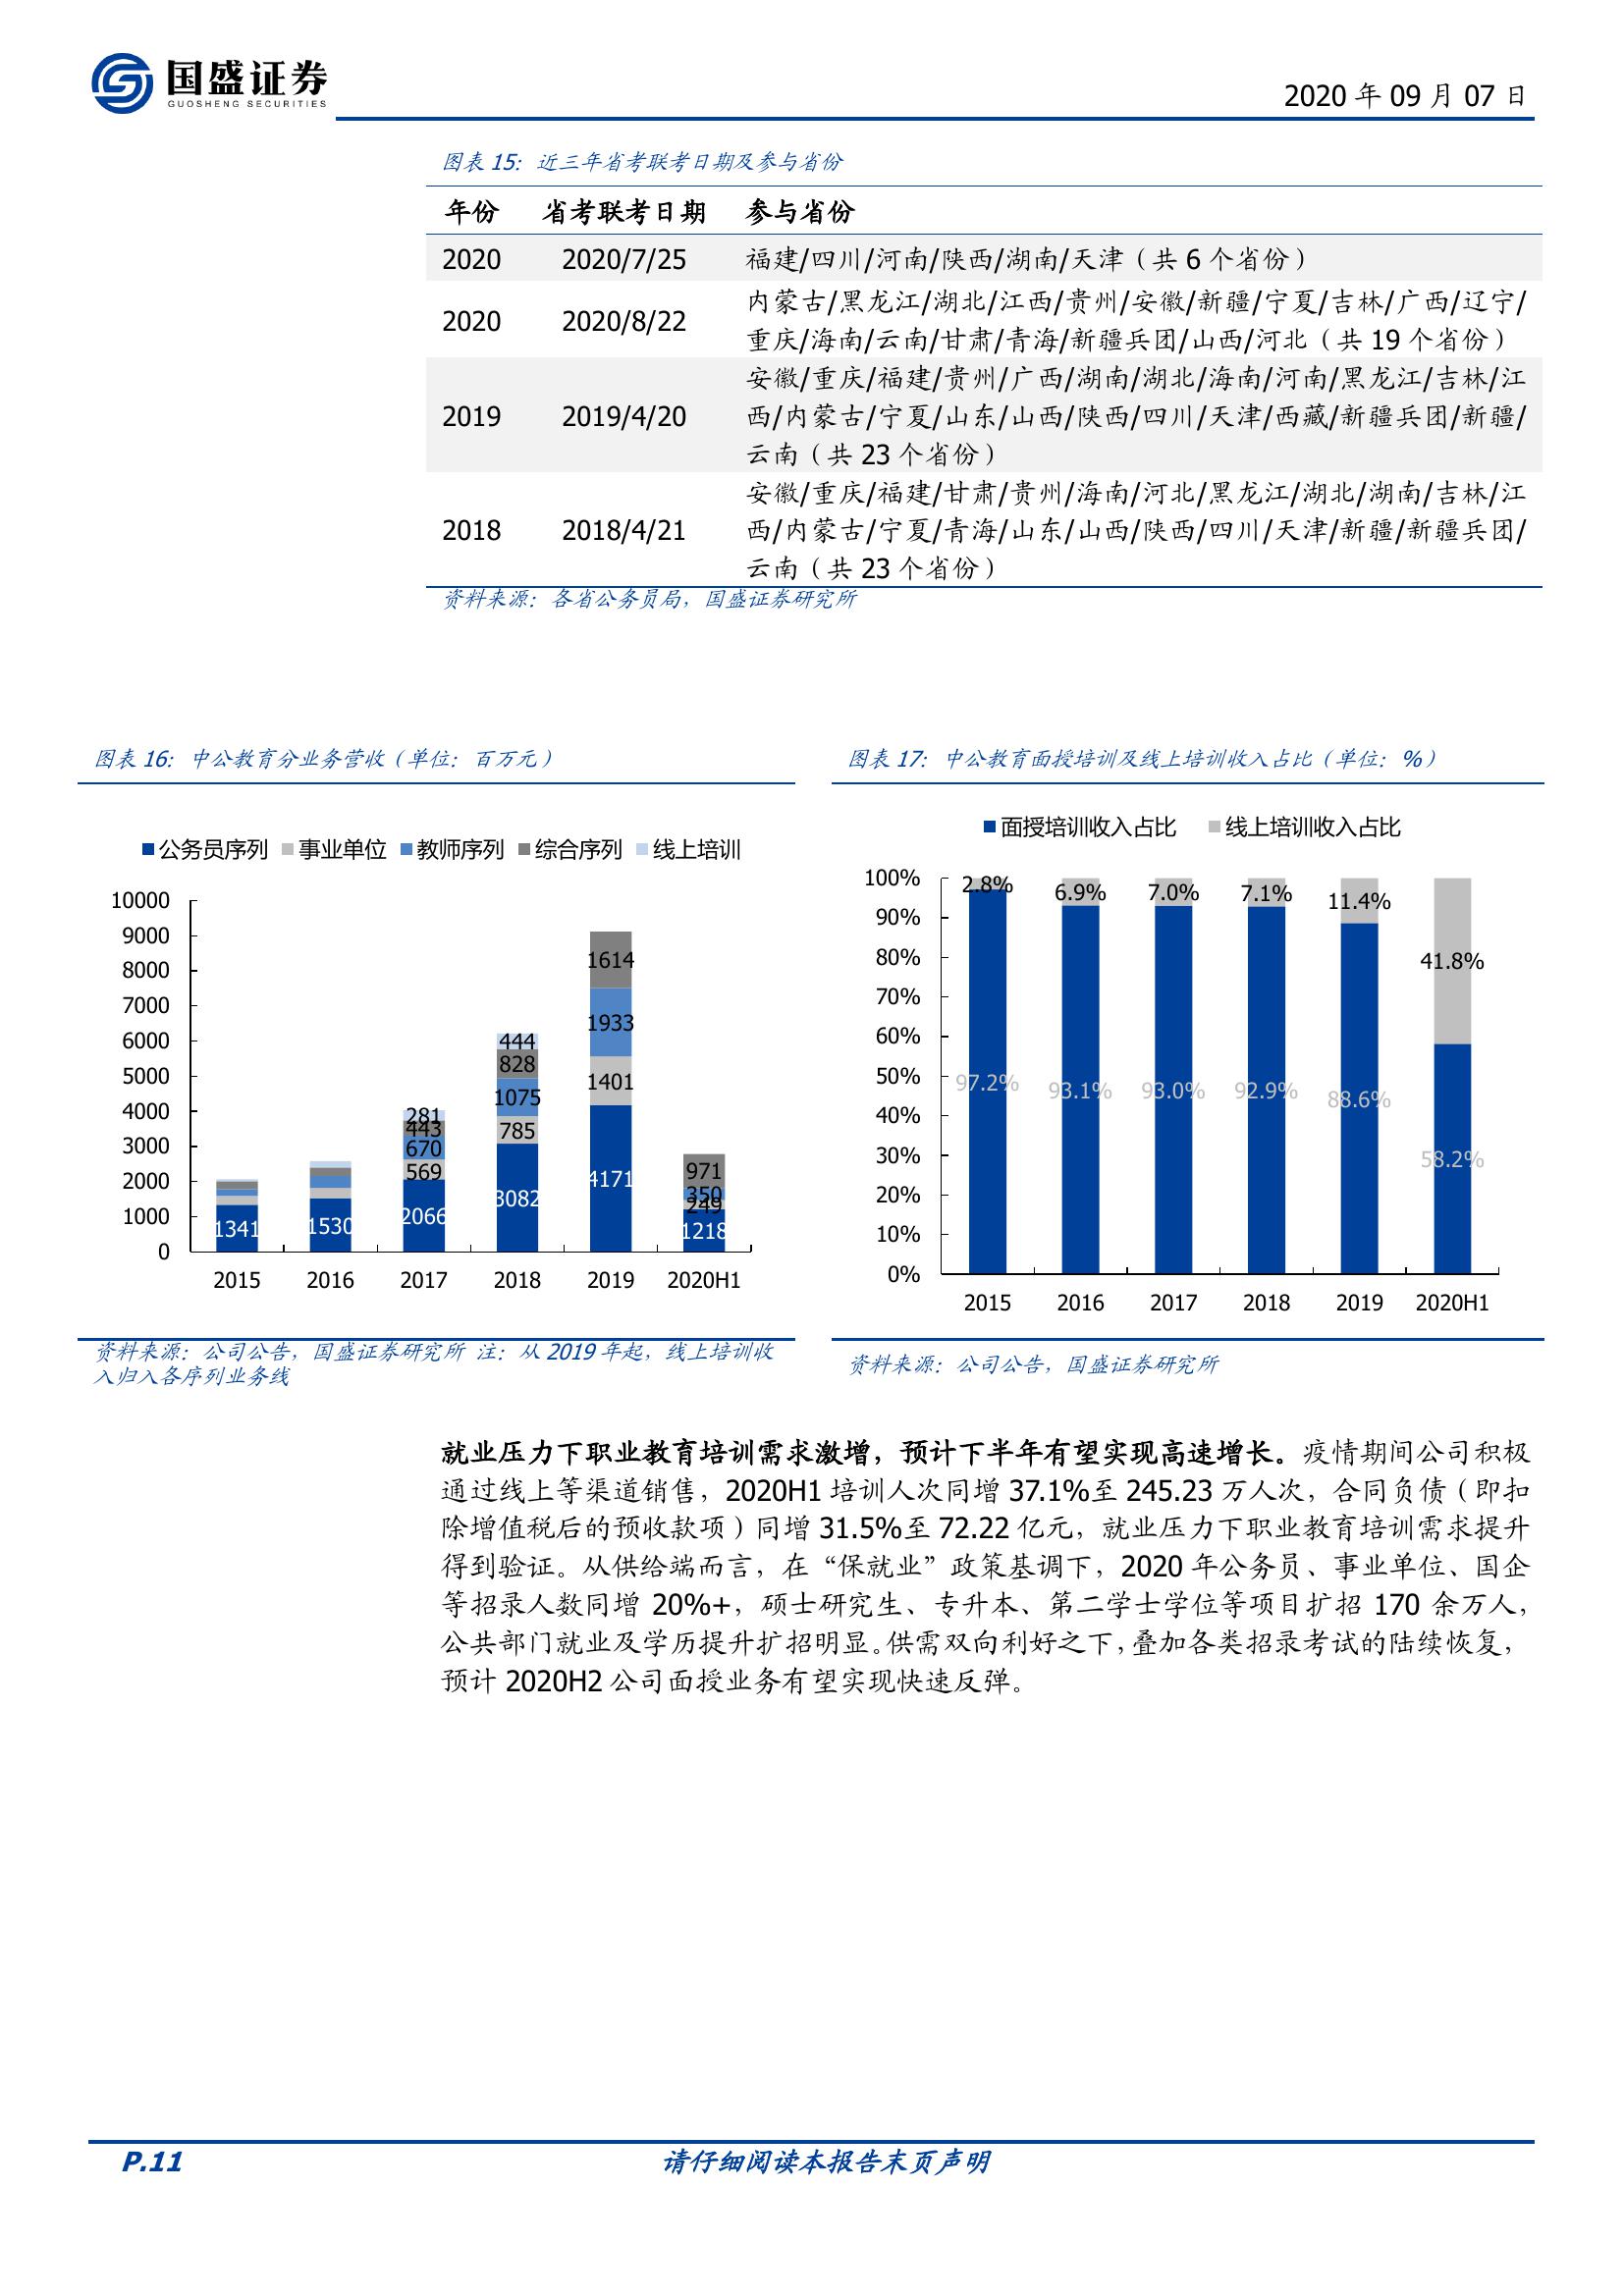 国盛证券
GUOSHENG SECURITIES
2020 年 09 月 07 日
图表 15：近三年省考联考日期及参与省份
年份 省考联考日期 参与省份
2020 2020/7/25 福建/四川/河南/陕西/湖南/天津（共 6 个省份）
2020 2020/8/22 内蒙古/黑龙江/湖北/江西/贵州/安徽/新疆/宁夏/吉林/广西/辽宁/
重庆/海南/云南/甘肃/青海/新疆兵团/山西/河北（共 19 个省份）
2019 2019/4/20 安徽/重庆/福建/贵州/广西/湖南/湖北/海南/河南/黑龙江/吉林/江
西/内蒙古/宁夏/山东/山西/陕西/四川/天津/西藏/新疆兵团/新疆/
云南（共 23 个省份）
2018 2018/4/21 安徽/重庆/福建/甘肃/贵州/海南/河北/黑龙江/湖北/湖南/吉林/江
西/内蒙古/宁夏/青海/山东/山西/陕西/四川/天津/新疆/新疆兵团/
云南（共 23 个省份）
资料来源：各省公务员局，国盛证券研究所
图表 16：中公教育分业务营收（单位：百万元）
公务员序列 事业单位 教师序列 综合序列 线上培训
10000
9000
8000
7000
6000
5000
4000
3000
2000
1000
0
1341
1530
281
443
670
569
2066
444
828
1075
785
3082
1614
1933
1401
4171
971
350
249
1218
2015 2016 2017 2018 2019 2020H1
资料来源：公司公告，国盛证券研究所 注：从 2019 年起，线上培训收
入归入各序列业务线
图表 17：中公教育面授培训及线上培训收入占比（单位：%）
面授培训收入占比 线上培训收入占比
100%
90%
80%
70%
60%
50%
40%
30%
20%
10%
0%
2.8% 6.9% 7.0% 7.1% 11.4% 41.8%
97.2% 93.1% 93.0% 92.9% 88.6% 58.2%
2015 2016 2017 2018 2019 2020H1
资料来源：公司公告，国盛证券研究所
就业压力下职业教育培训需求激增，预计下半年有望实现高速增长。疫情期间公司积极
通过线上等渠道销售，2020H1 培训人次同增 37.1%至 245.23 万人次，合同负债（即扣
除增值税后的预收款项）同增 31.5%至 72.22 亿元，就业压力下职业教育培训需求提升
得到验证。从供给端而言，在“保就业”政策基调下，2020 年公务员、事业单位、国企
等招录人数同增 20%+，硕士研究生、专升本、第二学士学位等项目扩招 170 余万人，
公共部门就业及学历提升扩招明显。供需双向利好之下，叠加各类招录考试的陆续恢复，
预计 2020H2 公司面授业务有望实现快速反弹。
P.11 请仔细阅读本报告末页声明